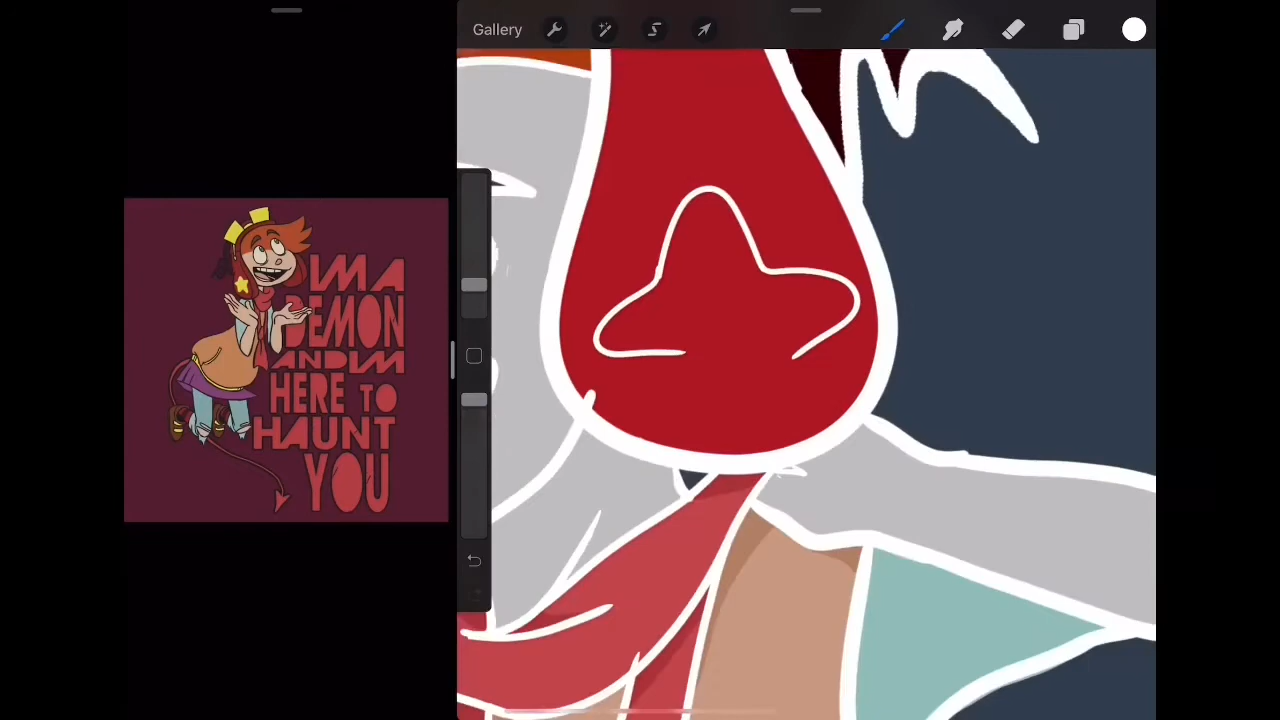 Gallery
IMA
DEMON
ANDIM
HERE TO
HAUNT
YOU